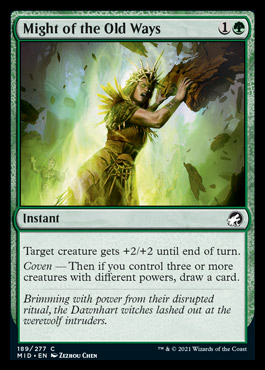 Might of the Old Ways 1
Instant
Target creature gets +2/+2 until end of turn.
Coven — Then if you control three or more
creatures with different powers, draw a card.
Brimming with power from their disrupted
ritual, the Dawnhart witches lashed out at the
werewolf intruders.
189/277 C
MID • EN Zezhou Chen
™ & © 2021 Wizards of the Coast